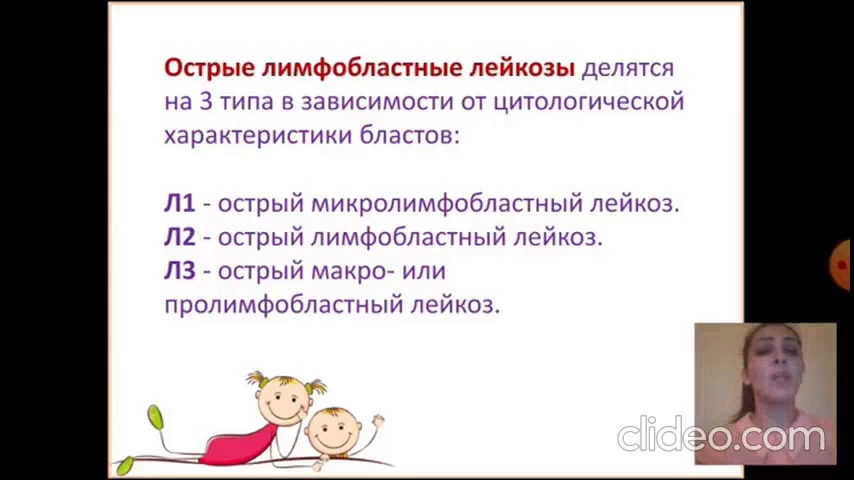 Острые лимфобластные лейкозы делятся
на 3 типа в зависимости от цитологической
характеристики бластов:
Л1 - острый микролимфобластный лейкоз.
Л2 - острый лимфобластный лейкоз.
Л3 - острый макро- или
пролимфобластный лейкоз.
clideo.com